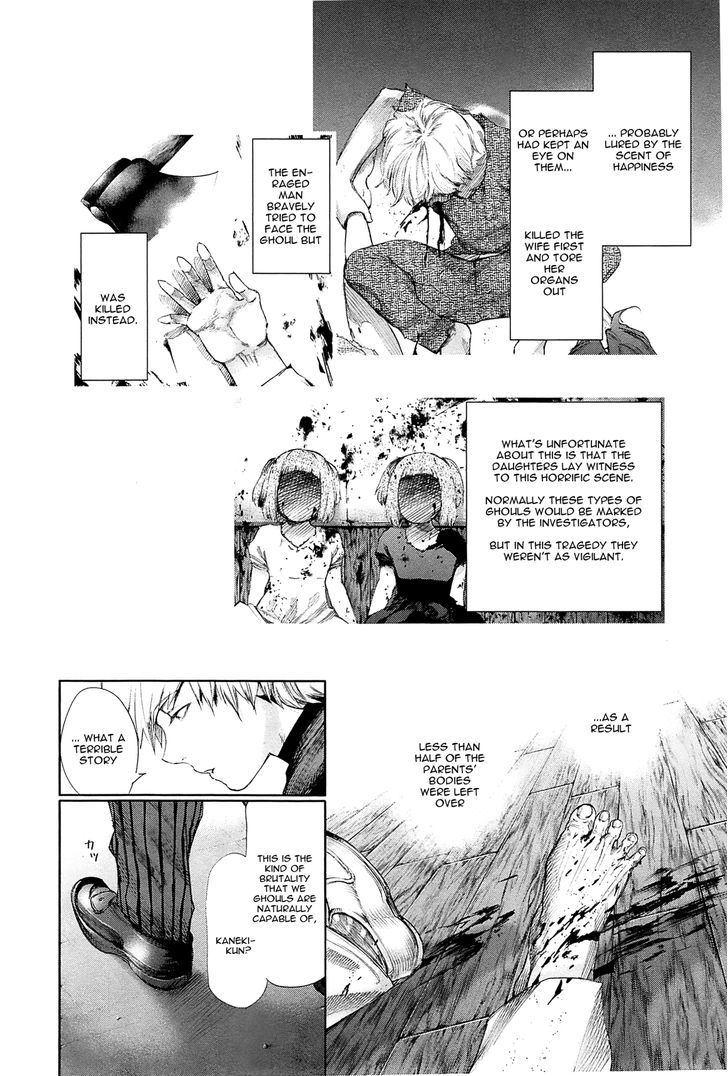 ... PROBABLY
LURED BY THE
SCENT OF
HAPPINESS
OR PERHAPS
HAD KEPT AN
EYE ON
THEM...
KILLED THE
WIFE FIRST
AND TORE
HER
ORGANS
OUT
THE EN-
RAGED
MAN
BRAVELY
TRIED TO
FACE THE
GHOUL BUT
WAS
KILLED
INSTEAD.
WHAT'S UNFORTUNATE
ABOUT THIS IS THAT THE
DAUGHTERS LAY WITNESS
TO THIS HORRIFIC SCENE.
NORMALLY THESE TYPES OF
GHOULS WOULD BE MARKED
BY THE INVESTIGATORS,
BUT IN THIS TRAGEDY THEY
WEREN'T AS VIGILANT.
...AS A
RESULT
LESS THAN
HALF OF THE
PARENTS'
BODIES
WERE LEFT
OVER
... WHAT A
TERRIBLE
STORY
THIS IS THE
KIND OF
BRUTALITY
THAT WE
GHOULS ARE
NATURALLY
CAPABLE OF,
KANEKI-
KUN?
カッ